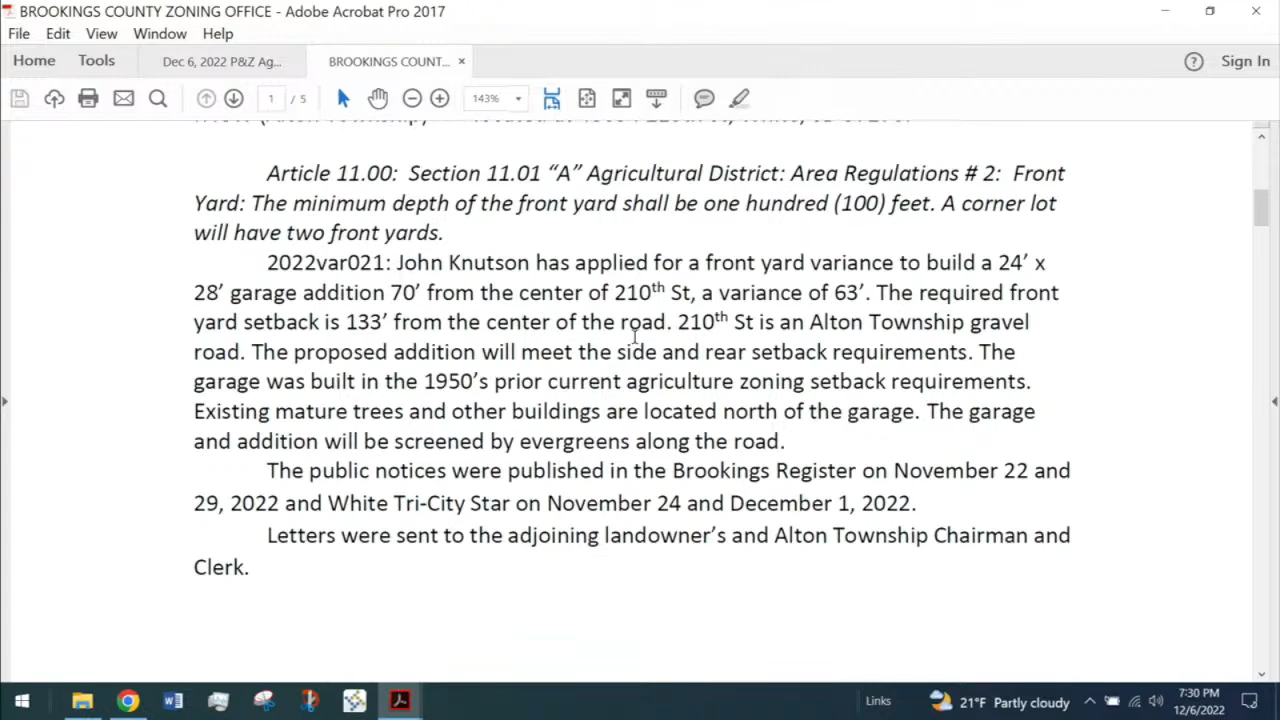 BROOKINGS COUNTY ZONING OFFICE - Adobe Acrobat Pro 2017
File Edit View Window Help
Home Tools Dec 6, 2022 P&Z Ag... BROOKINGS COUNT... × Sign In
1 / 5 143%
Article 11.00: Section 11.01 “A” Agricultural District: Area Regulations # 2: Front
Yard: The minimum depth of the front yard shall be one hundred (100) feet. A corner lot
will have two front yards.
2022var021: John Knutson has applied for a front yard variance to build a 24’ x
28’ garage addition 70’ from the center of 210th St, a variance of 63’. The required front
yard setback is 133’ from the center of the road. 210th St is an Alton Township gravel
road. The proposed addition will meet the side and rear setback requirements. The
garage was built in the 1950’s prior current agriculture zoning setback requirements.
Existing mature trees and other buildings are located north of the garage. The garage
and addition will be screened by evergreens along the road.
The public notices were published in the Brookings Register on November 22 and
29, 2022 and White Tri-City Star on November 24 and December 1, 2022.
Letters were sent to the adjoining landowner’s and Alton Township Chairman and
Clerk.
Links 21°F Partly cloudy 7:30 PM
12/6/2022